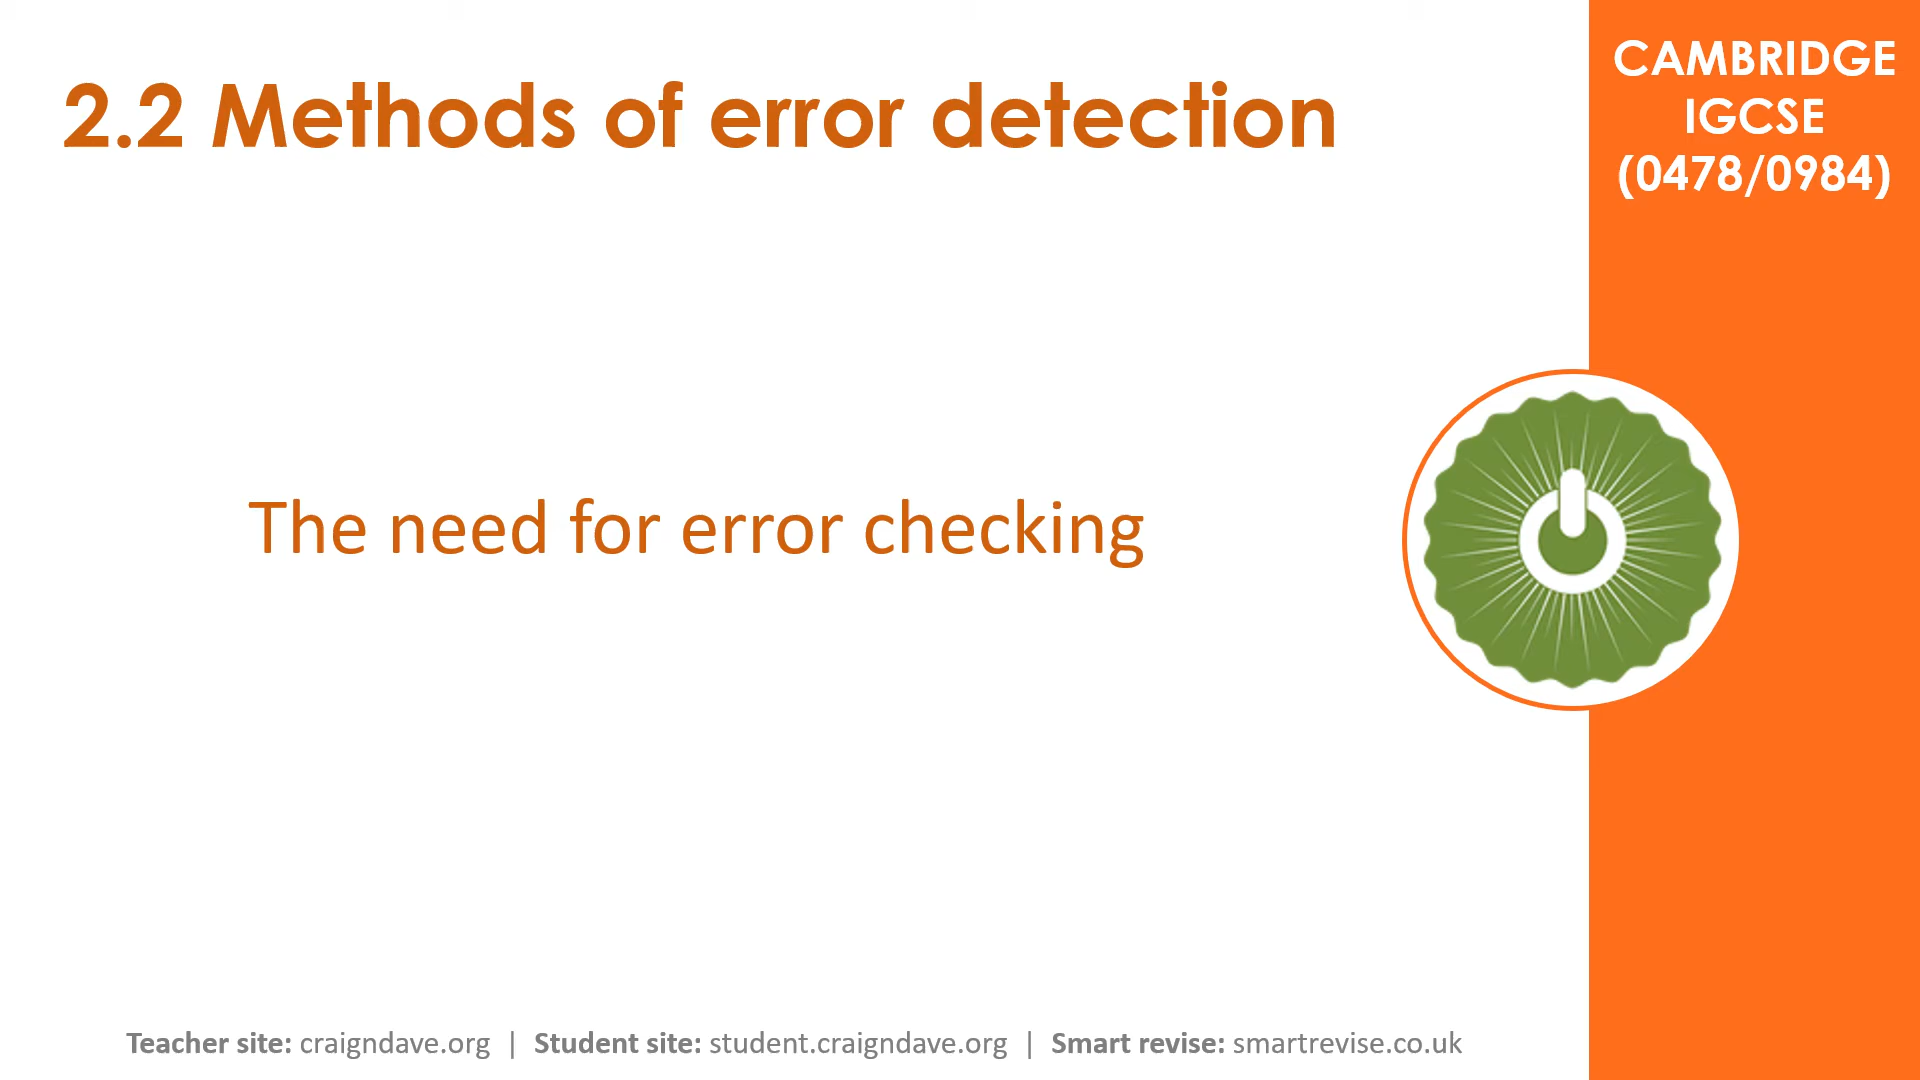 2.2 Methods of error detection
CAMBRIDGE
IGCSE
(0478/0984)
The need for error checking
Teacher site: craigndave.org | Student site: student.craigndave.org | Smart revise: smartrevise.co.uk